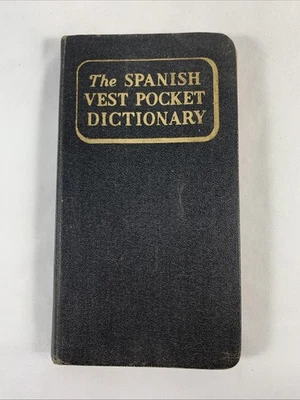 The SPANISH
VEST POCKET
DICTIONARY